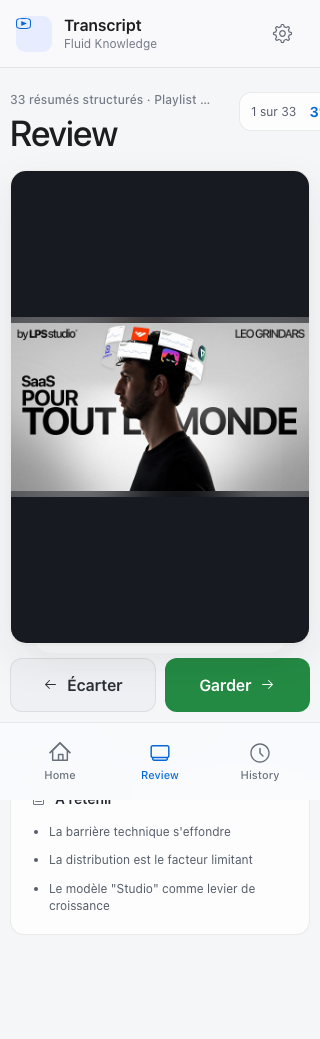 Transcript
Fluid Knowledge
33 résumés structurés · Playlist ...
1 sur 33
Review
by LPS studio
LEO GRINDARS
SaaS
POUR
TOUT LE MONDE
← Écarter
Garder →
Home
Review
History
À retenir
• La barrière technique s'effondre
• La distribution est le facteur limitant
• Le modèle "Studio" comme levier de
croissance